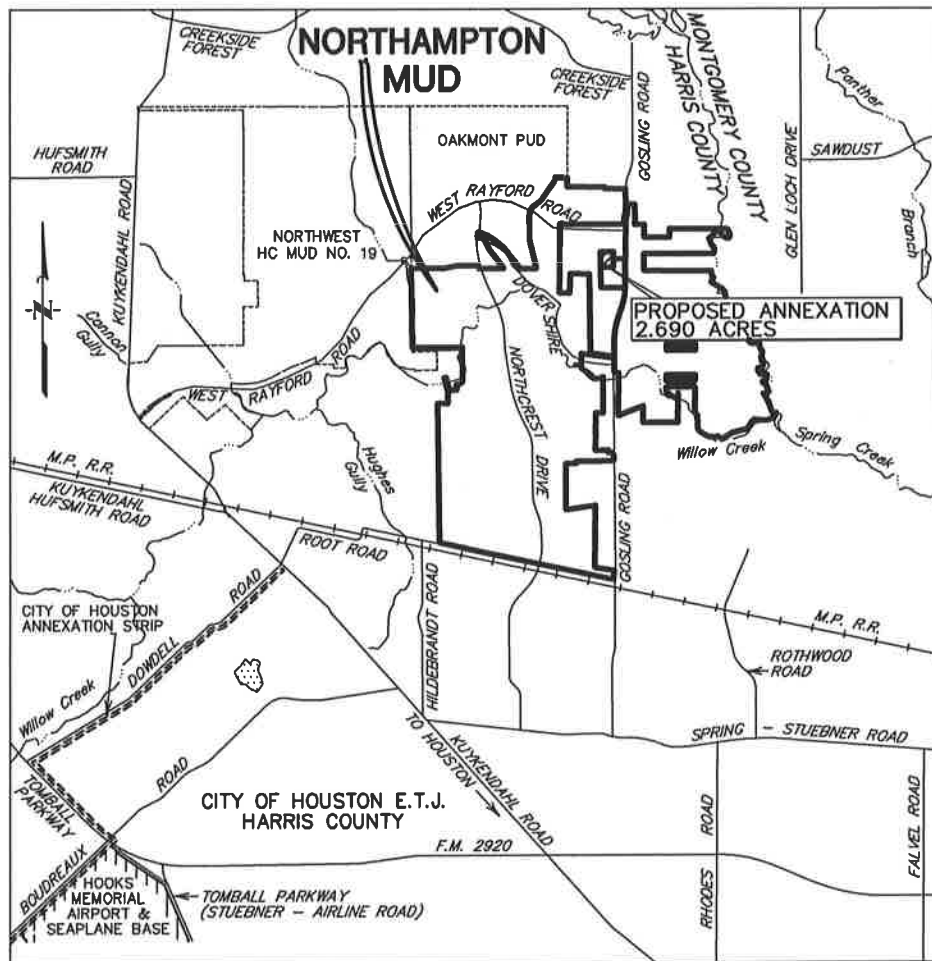 CREEKSIDE
FOREST
NORTHAMPTON
MUD
CREEKSIDE
FOREST
GOSLING ROAD
MONTGOMERY COUNTY
HARRIS COUNTY
GLEN LOCH DRIVE
Panther
Branch
SAWDUST
HUFSMITH
ROAD
KUYKENDAHL ROAD
OAKMONT PUD
WEST RAYFORD
ROAD
NORTHWEST
HC MUD NO. 19
-N-
PROPOSED ANNEXATION
2.690 ACRES
DOVER SHIRE
Cannon
Gully
WEST RAYFORD ROAD
NORTHCREST DRIVE
Hughes
Gully
Willow Creek
Spring Creek
M.P. R.R.
KUYKENDAHL
HUFSMITH ROAD
ROOT ROAD
GOSLING ROAD
M.P. R.R.
CITY OF HOUSTON
ANNEXATION STRIP
DOWDELL ROAD
HILDEBRANDT ROAD
ROTHWOOD
ROAD
Willow Creek
TO HOUSTON
KUYKENDAHL ROAD
SPRING - STUEBNER ROAD
TOMBALL
PARKWAY
BOUDREAUX ROAD
CITY OF HOUSTON E.T.J.
HARRIS COUNTY
F.M. 2920
RHODES ROAD
FALVEL ROAD
HOOKS
MEMORIAL
AIRPORT &
SEAPLANE BASE
TOMBALL PARKWAY
(STUEBNER - AIRLINE ROAD)